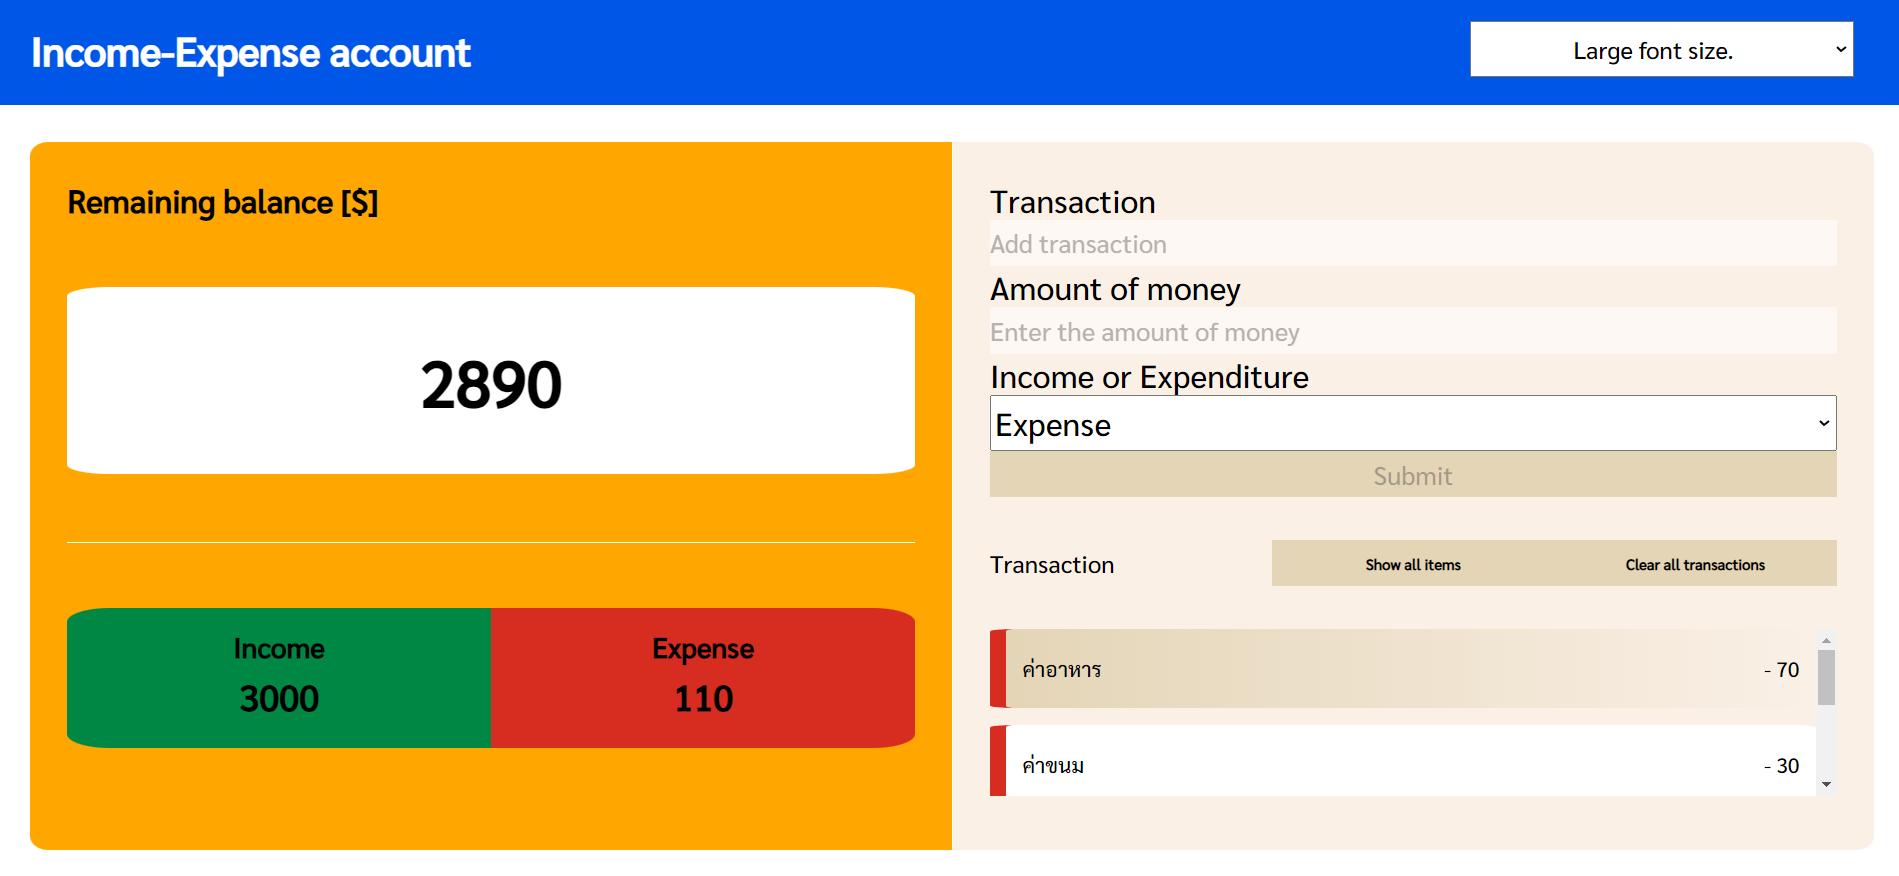 Income-Expense account
Large font size.
Remaining balance [$]
2890
Income
3000
Expense
110
Transaction
Add transaction
Amount of money
Enter the amount of money
Income or Expenditure
Expense
Submit
Transaction
Show all items
Clear all transactions
ค่าอาหาร - 70
ค่าขนม - 30